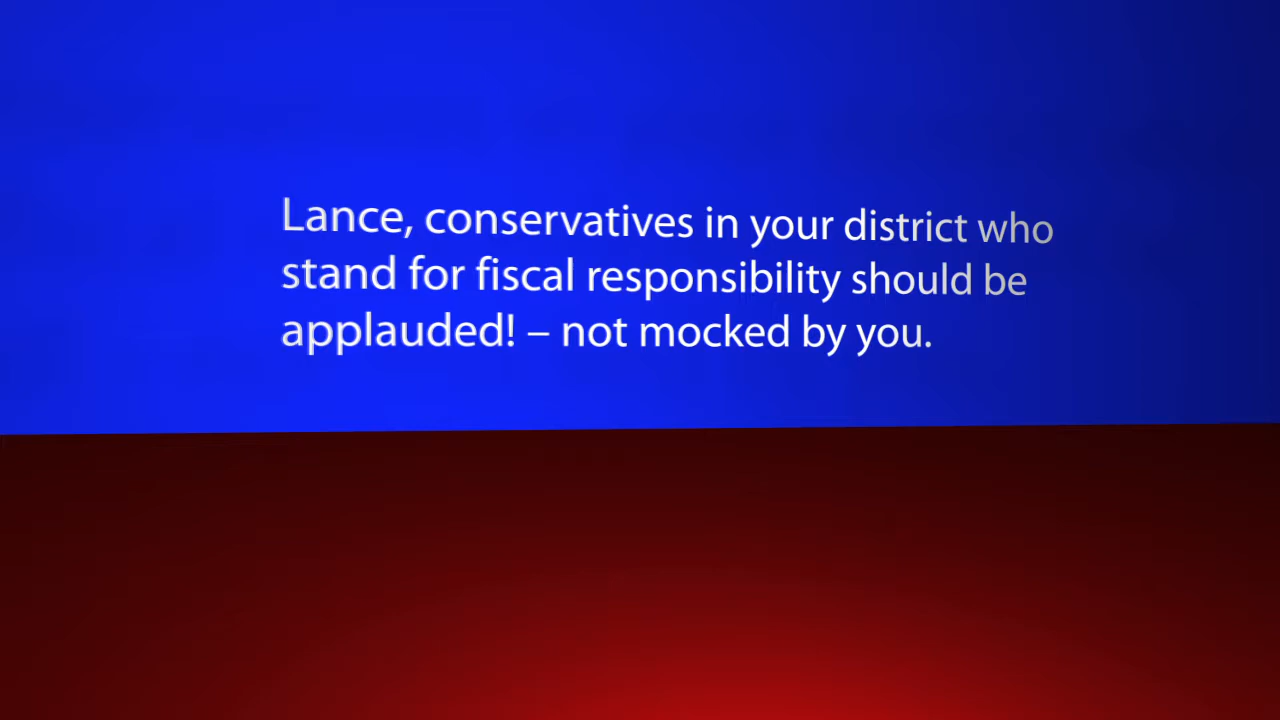 Lance, conservatives in your district who
stand for fiscal responsibility should be
applauded! – not mocked by you.